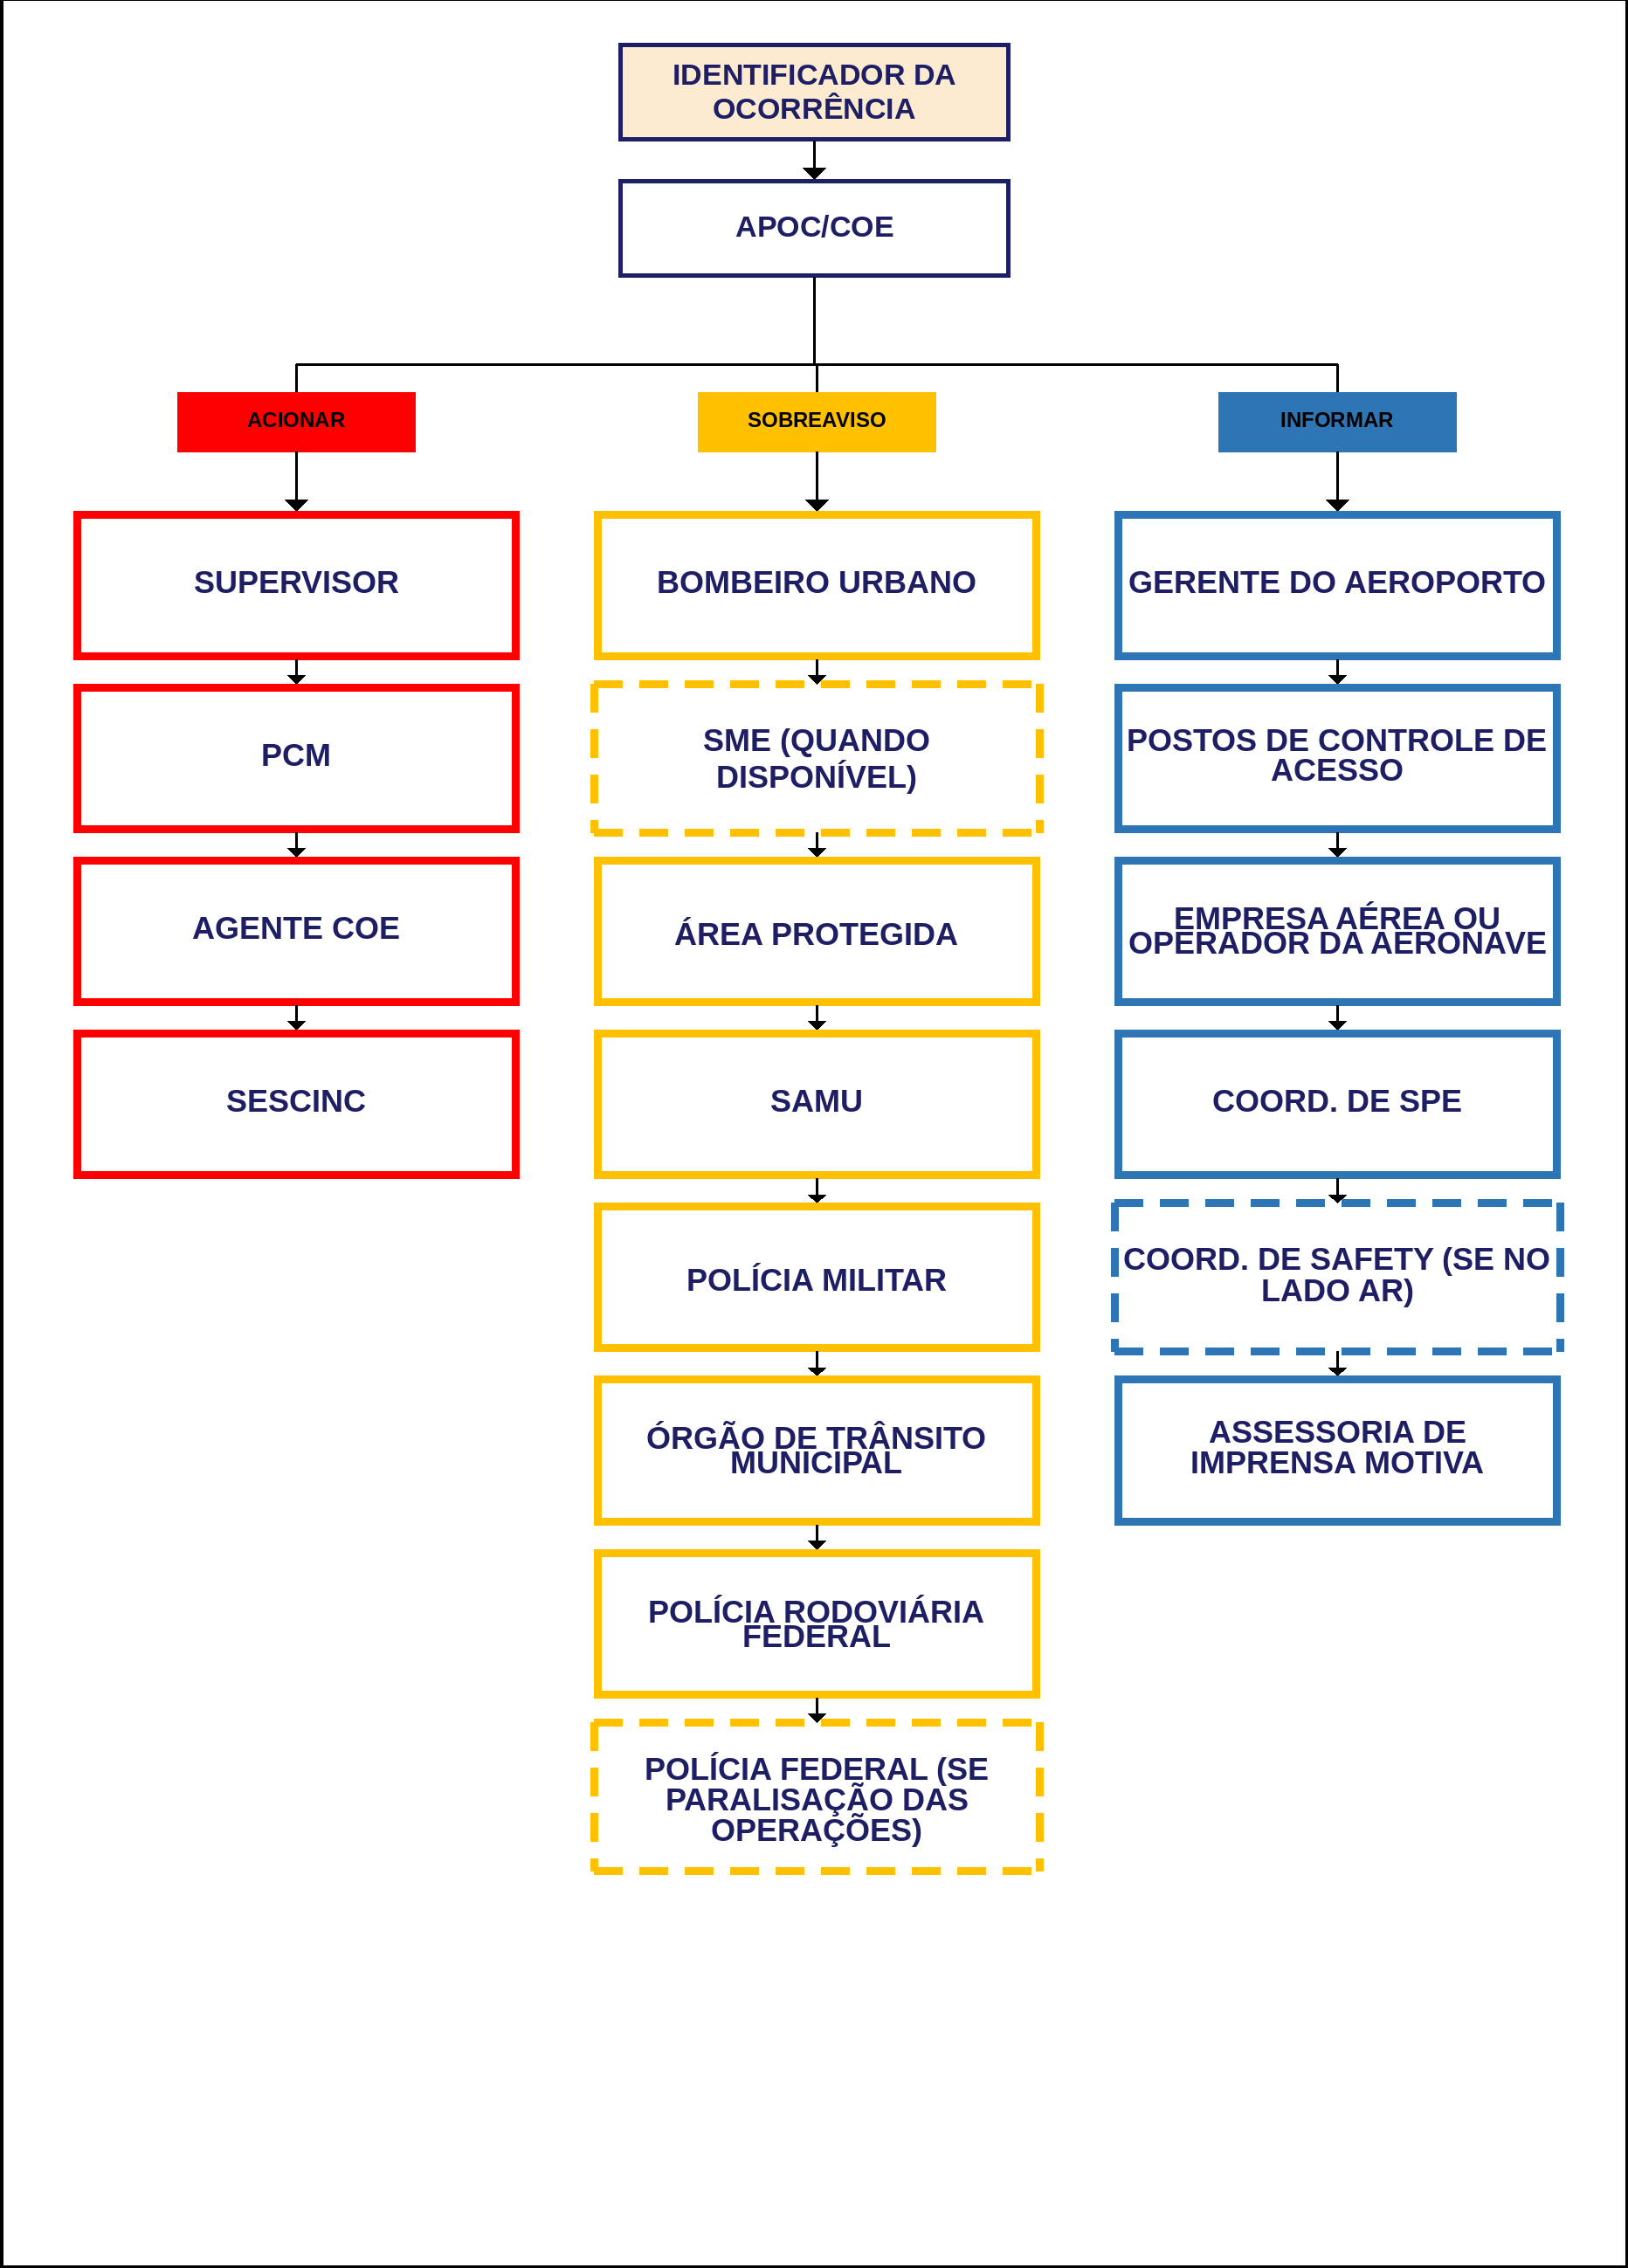 IDENTIFICADOR DA
OCORRÊNCIA
APOC/COE
ACIONAR
SOBREAVISO
INFORMAR
SUPERVISOR
PCM
AGENTE COE
SESCINC
BOMBEIRO URBANO
SME (QUANDO
DISPONÍVEL)
ÁREA PROTEGIDA
SAMU
POLÍCIA MILITAR
ÓRGÃO DE TRÂNSITO
MUNICIPAL
POLÍCIA RODOVIÁRIA
FEDERAL
POLÍCIA FEDERAL (SE
PARALISAÇÃO DAS
OPERAÇÕES)
GERENTE DO AEROPORTO
POSTOS DE CONTROLE DE
ACESSO
EMPRESA AÉREA OU
OPERADOR DA AERONAVE
COORD. DE SPE
COORD. DE SAFETY (SE NO
LADO AR)
ASSESSORIA DE
IMPRENSA MOTIVA